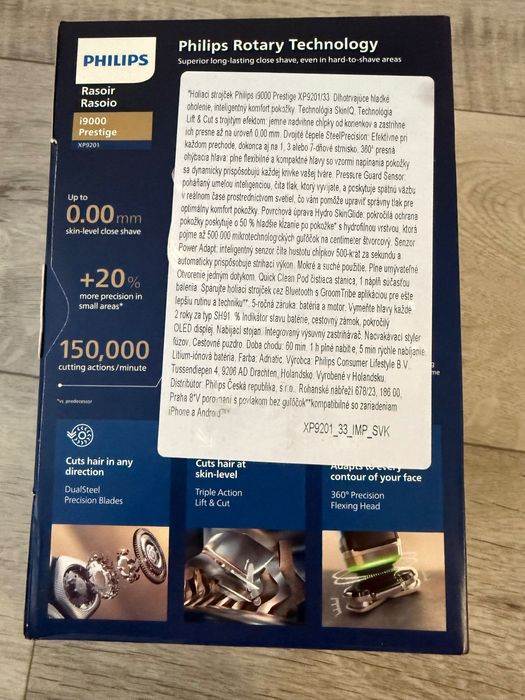 PHILIPS
Rasoir
Rasoio
i9000
Prestige
XP9201
Philips Rotary Technology
Superior long-lasting close shave, even in hard-to-shave areas
Up to
0.00 mm
skin-level close shave
+20%
more precision in
small areas*
150,000
cutting actions/minute
*vs. predecessor
"Holiaci strojček Philips i9000 Prestige XP9201/33. Dlhotrvajúce hladké
oholenie, inteligentný komfort pokožky. Technológia SkinIQ, Technológia
Lift & Cut s trojitým efektom: jemne nadvihne chĺpky od korienkov a zastrihne
ich presne až na úroveň 0,00 mm. Dvojité čepele SteelPrecision: Efektívne pri
každom prechode, dokonca aj na 1, 3 alebo 7-dňové strnisko. 360° presná
ohýbacia hlava: plne flexibilné a kompaktné hlavy so vzormi napínania pokožky
sa dynamicky prispôsobujú každej krivke vašej tváre. Pressure Guard Sensor:
poháňaný umelou inteligenciou, číta tlak, ktorý vyvijate, a poskytuje spätnú väzbu
v reálnom čase prostredníctvom svetiel, čo vám pomôže upraviť správny tlak pre
optimálny komfort pokožky. Povrchová úprava Hydro SkinGlide: pokročilá ochrana
pokožky poskytuje o 50 % hladšie kĺzanie po pokožke* s hydrofilnou vrstvou, ktorá
pojme až 500 000 mikrotechnologických guľôčok na centimeter štvorcový. Senzor
Power Adapt: inteligentný senzor číta hustotu chĺpkov 500-krát za sekundu a
automaticky prispôsobuje strihací výkon. Mokré a suché použitie. Plne umývateľné
Otvorenie jedným dotykom. Quick Clean Pod čistiaca stanica, 1 náplň súčasťou
balenia. Spárujte holiaci strojček cez Bluetooth s GroomTribe aplikáciou pre ešte
lepšiu rutinu a techniku**. 5-ročná záruka: batéria a motor. Vymeňte hlavy každé
2 roky za typ SH91. % Indikátor stavu batérie, cestovný zámok, pokročilý
OLED displej. Nabíjací stojan. Integrovaný výsuvný zastrihávač. Nacvakávací styler
fúzov. Cestovné puzdro. Doba chodu: 60 min. 1 h plné nabitie, 5 min rýchle nabíjanie.
Lítium-iónová batéria. Farba: Adriatic. Výrobca: Philips Consumer Lifestyle B.V.
Tussendiepen 4, 9206 AD Drachten, Holandsko. Vyrobené v Holandsku.
Distributor: Philips Česká republika, s.r.o., Rohanské nábřeží 678/23, 186 00,
Praha 8*V porovnaní s povlakom bez guľôčok**kompatibilné so zariadeniam
iPhone a Android™"
XP9201_33_IMP_SVK
me
Cuts hair in any
direction
DualSteel
Precision Blades
Cuts hair at
skin-level
Triple Action
Lift & Cut
Adapts to every
contour of your face
360° Precision
Flexing Head